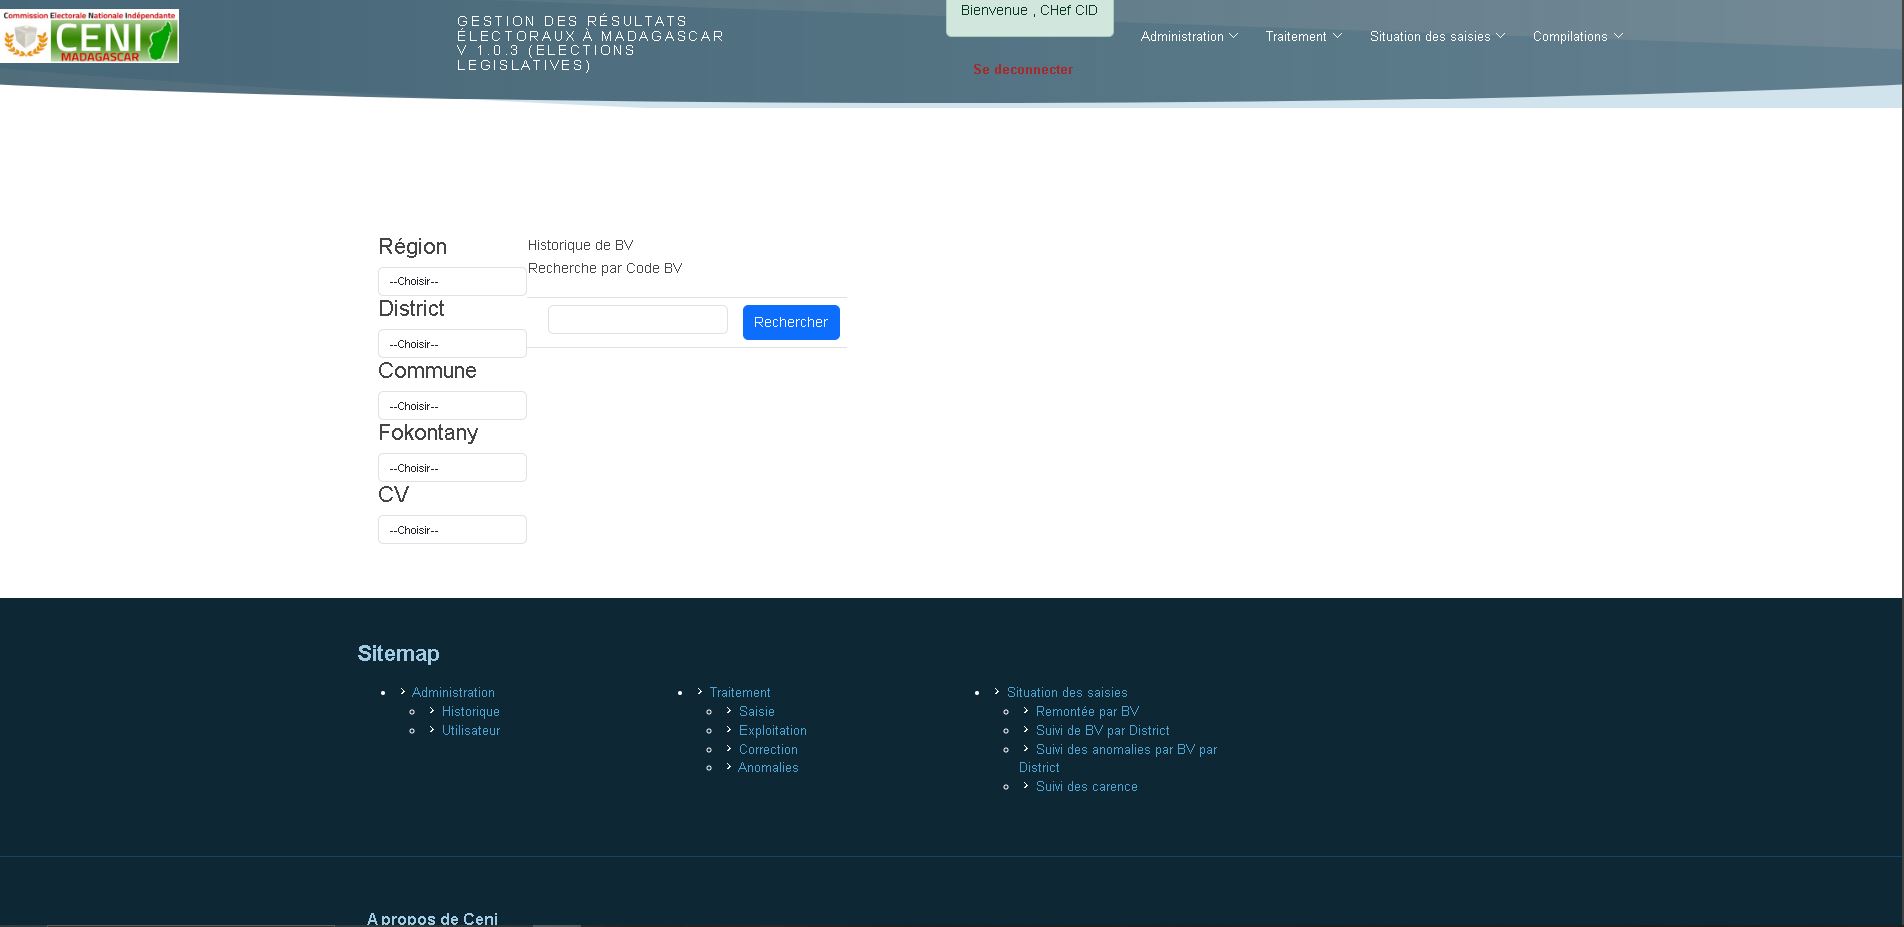 Commission Electorale Nationale Indépendante
CENI
MADAGASCAR
GESTION DES RÉSULTATS
ÉLECTORAUX À MADAGASCAR
V 1.0.3 (ELECTIONS
LEGISLATIVES)
Bienvenue , CHef CID
Se deconnecter
Administration
Traitement
Situation des saisies
Compilations
Région
--Choisir--
District
--Choisir--
Commune
--Choisir--
Fokontany
--Choisir--
CV
--Choisir--
Historique de BV
Recherche par Code BV
Rechercher
Sitemap
Administration
Historique
Utilisateur
Traitement
Saisie
Exploitation
Correction
Anomalies
Situation des saisies
Remontée par BV
Suivi de BV par District
Suivi des anomalies par BV par
District
Suivi des carence
A propos de Ceni